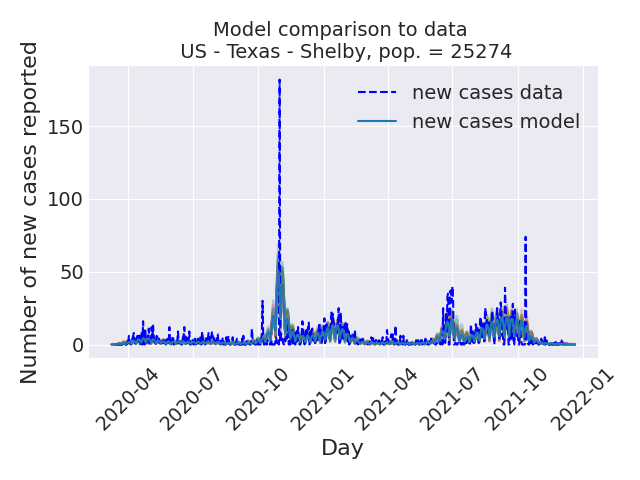 Model comparison to data
US - Texas - Shelby, pop. = 25274
Number of new cases reported
new cases data
new cases model
150
100
50
0
2020-04
2020-07
2020-10
2021-01
2021-04
2021-07
2021-10
2022-01
Day